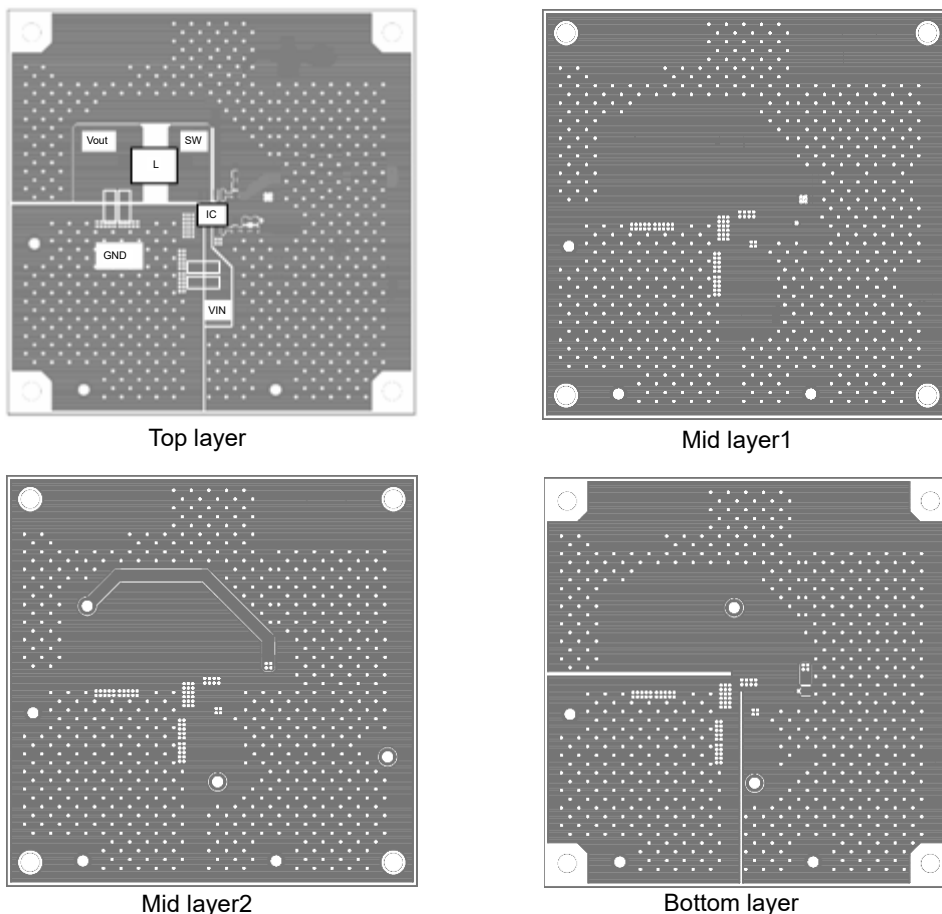 Vout
SW
L
IC
GND
VIN
Top layer
Mid layer1
Mid layer2
Bottom layer